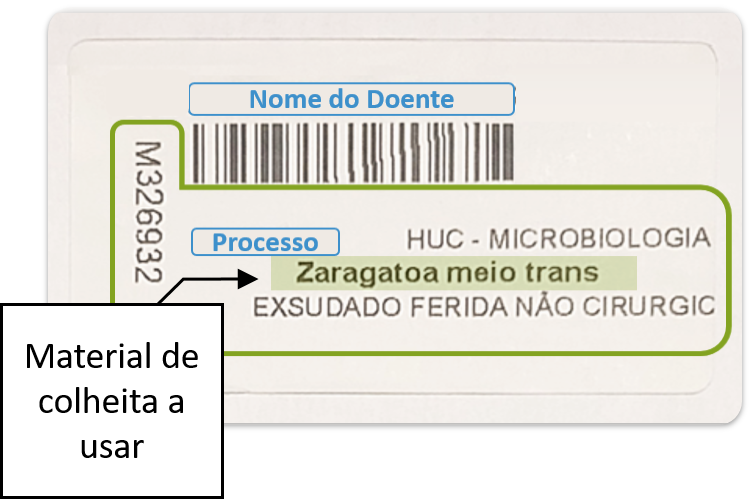 Nome do Doente
M326932
Processo
HUC - MICROBIOLOGIA
Zaragatoa meio trans
EXSUDADO FERIDA NÃO CIRURGIC
Material de
colheita a
usar